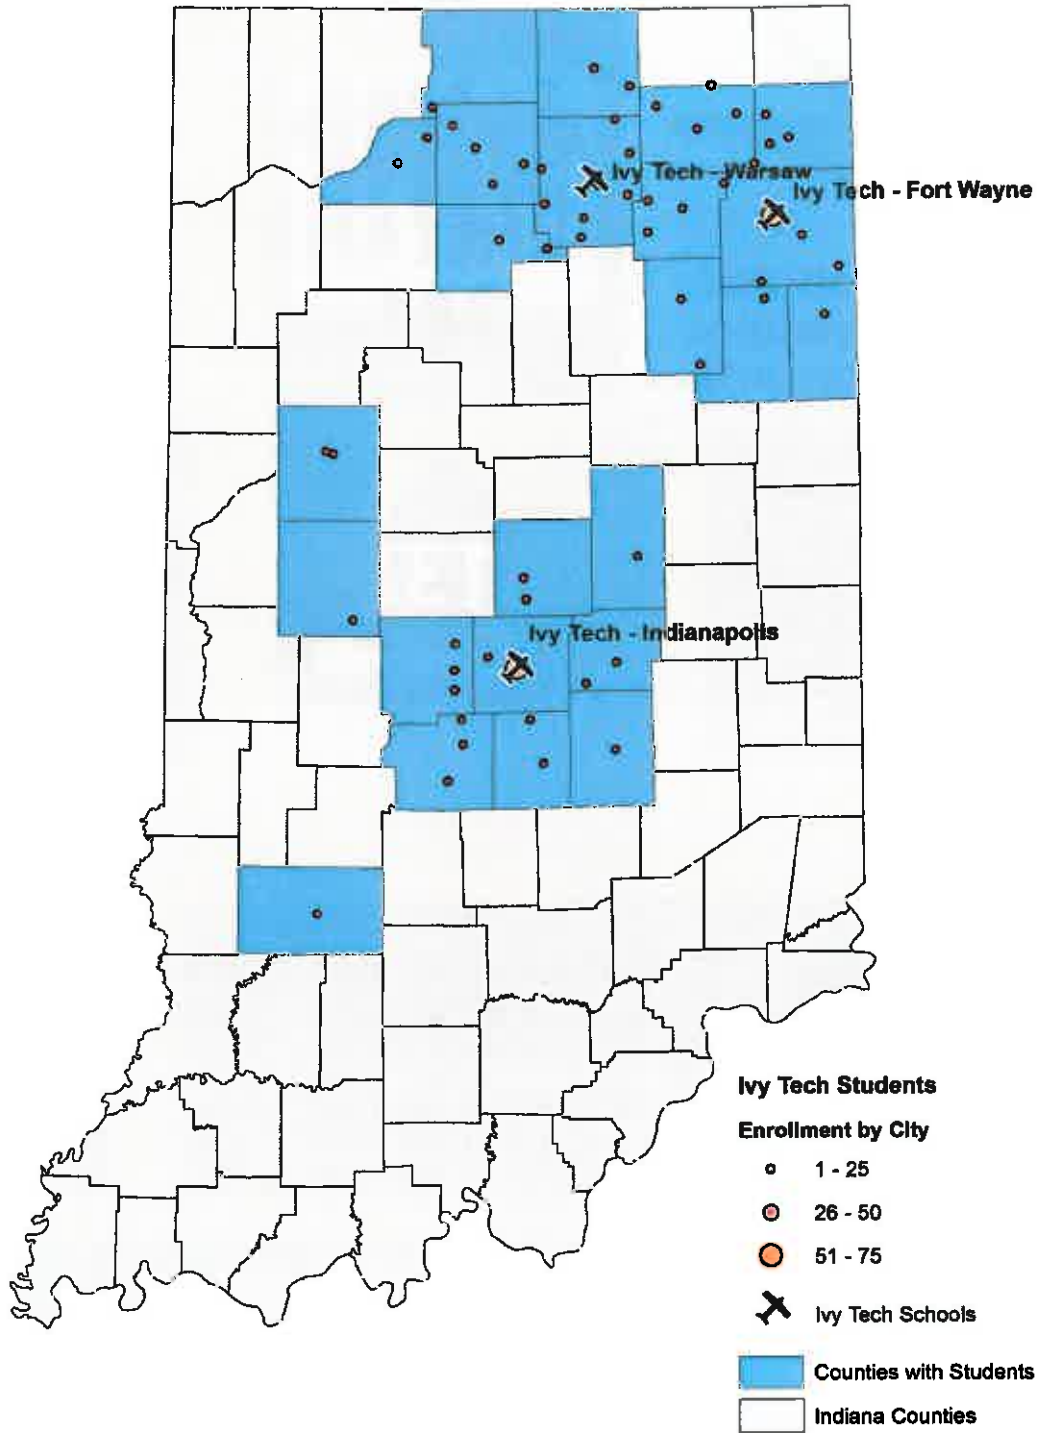 Ivy Tech - Warsaw
Ivy Tech - Fort Wayne
Ivy Tech - Indianapolis
Ivy Tech Students
Enrollment by City
1 - 25
26 - 50
51 - 75
Ivy Tech Schools
Counties with Students
Indiana Counties